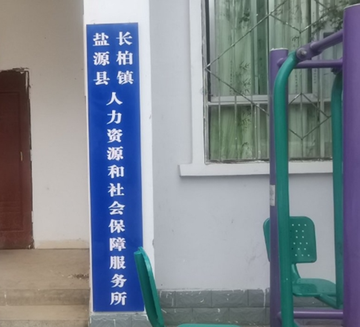 盐源县
长柏镇
人力资源和社会保障服务所